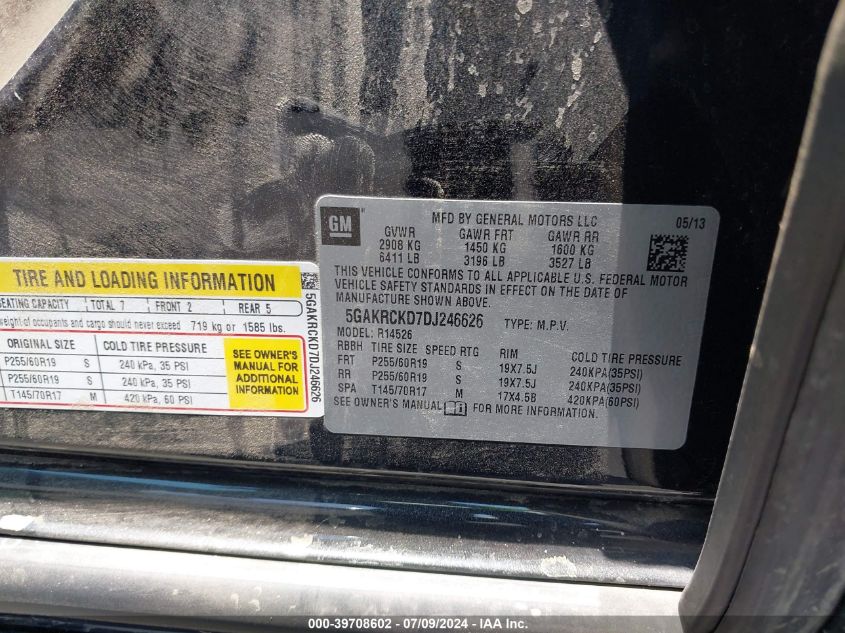 GM
MFD BY GENERAL MOTORS LLC 05/13
GVWR GAWR FRT GAWR RR
2908 KG 1450 KG 1600 KG
6411 LB 3196 LB 3527 LB
THIS VEHICLE CONFORMS TO ALL APPLICABLE U.S. FEDERAL MOTOR
VEHICLE SAFETY STANDARDS IN EFFECT ON THE DATE OF
MANUFACTURE SHOWN ABOVE.
5GAKRCKD7DJ246626 TYPE: M.P.V.
MODEL: R14526
RBBH TIRE SIZE SPEED RTG RIM COLD TIRE PRESSURE
FRT P255/60R19 S 19X7.5J 240KPA(35PSI)
RR P255/60R19 S 19X7.5J 240KPA(35PSI)
SPA T145/70R17 M 17X4.5B 420KPA(60PSI)
SEE OWNER'S MANUAL FOR MORE INFORMATION.
TIRE AND LOADING INFORMATION
SEATING CAPACITY TOTAL 7 FRONT 2 REAR 5
weight of occupants and cargo should never exceed 719 kg or 1585 lbs.
ORIGINAL SIZE COLD TIRE PRESSURE
P255/60R19 S 240 kPa, 35 PSI
P255/60R19 S 240 kPa, 35 PSI
T145/70R17 M 420 kPa, 60 PSI
SEE OWNER'S
MANUAL FOR
ADDITIONAL
INFORMATION
5GAKRCKD7DJ246626
000-39708602 / 07/09/2024 - IAA Inc.